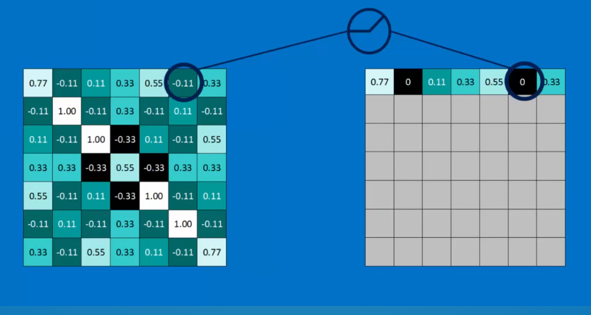 0.77 -0.11 0.11 0.33 0.55 -0.11 0.33
-0.11 1.00 -0.11 0.33 -0.11 0.11 -0.11
0.11 -0.11 1.00 -0.33 0.11 -0.11 0.55
0.33 0.33 -0.33 0.55 -0.33 0.33 0.33
0.55 -0.11 0.11 -0.33 1.00 -0.11 0.11
-0.11 0.11 -0.11 0.33 -0.11 1.00 -0.11
0.33 -0.11 0.55 0.33 0.11 -0.11 0.77
0.77 0 0.11 0.33 0.55 0 0.33